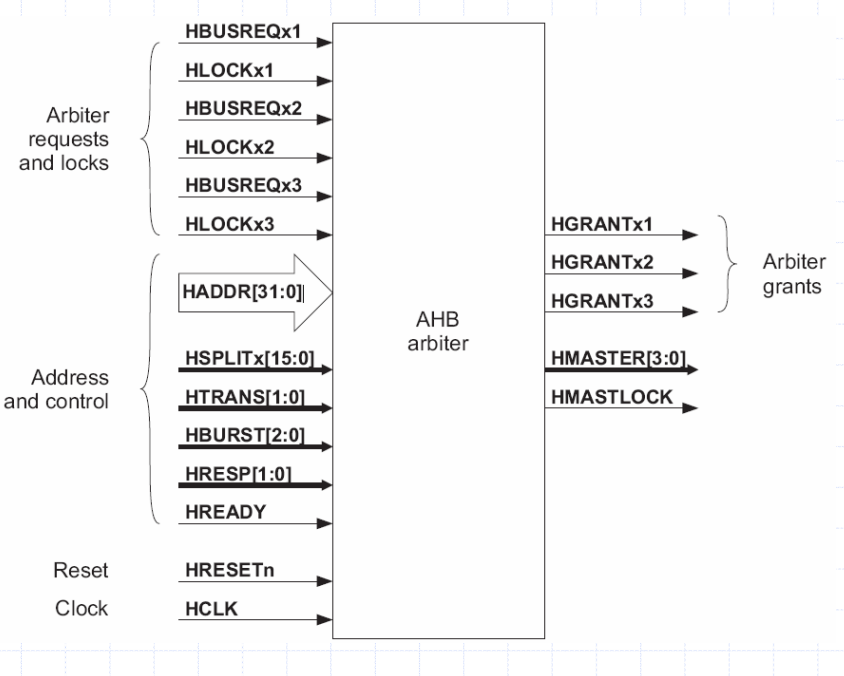 HBUSREQx1
HLOCKx1
HBUSREQx2
HLOCKx2
HBUSREQx3
HLOCKx3
Arbiter
requests
and locks
HADDR[31:0]
HSPLITx[15:0]
HTRANS[1:0]
HBURST[2:0]
HRESP[1:0]
HREADY
Address
and control
Reset
HRESETn
Clock
HCLK
AHB
arbiter
HGRANTx1
HGRANTx2
HGRANTx3
Arbiter
grants
HMASTER[3:0]
HMASTLOCK